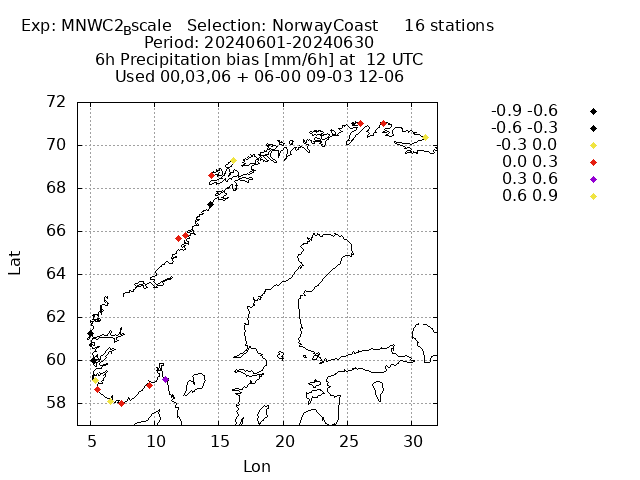 Exp: MNWC2_Bscale Selection: NorwayCoast 16 stations
Period: 20240601-20240630
6h Precipitation bias [mm/6h] at 12 UTC
Used 00,03,06 + 06-00 09-03 12-06
-0.9 -0.6
-0.6 -0.3
-0.3 0.0
0.0 0.3
0.3 0.6
0.6 0.9
72
70
68
66
64
62
60
58
Lat
5 10 15 20 25 30
Lon